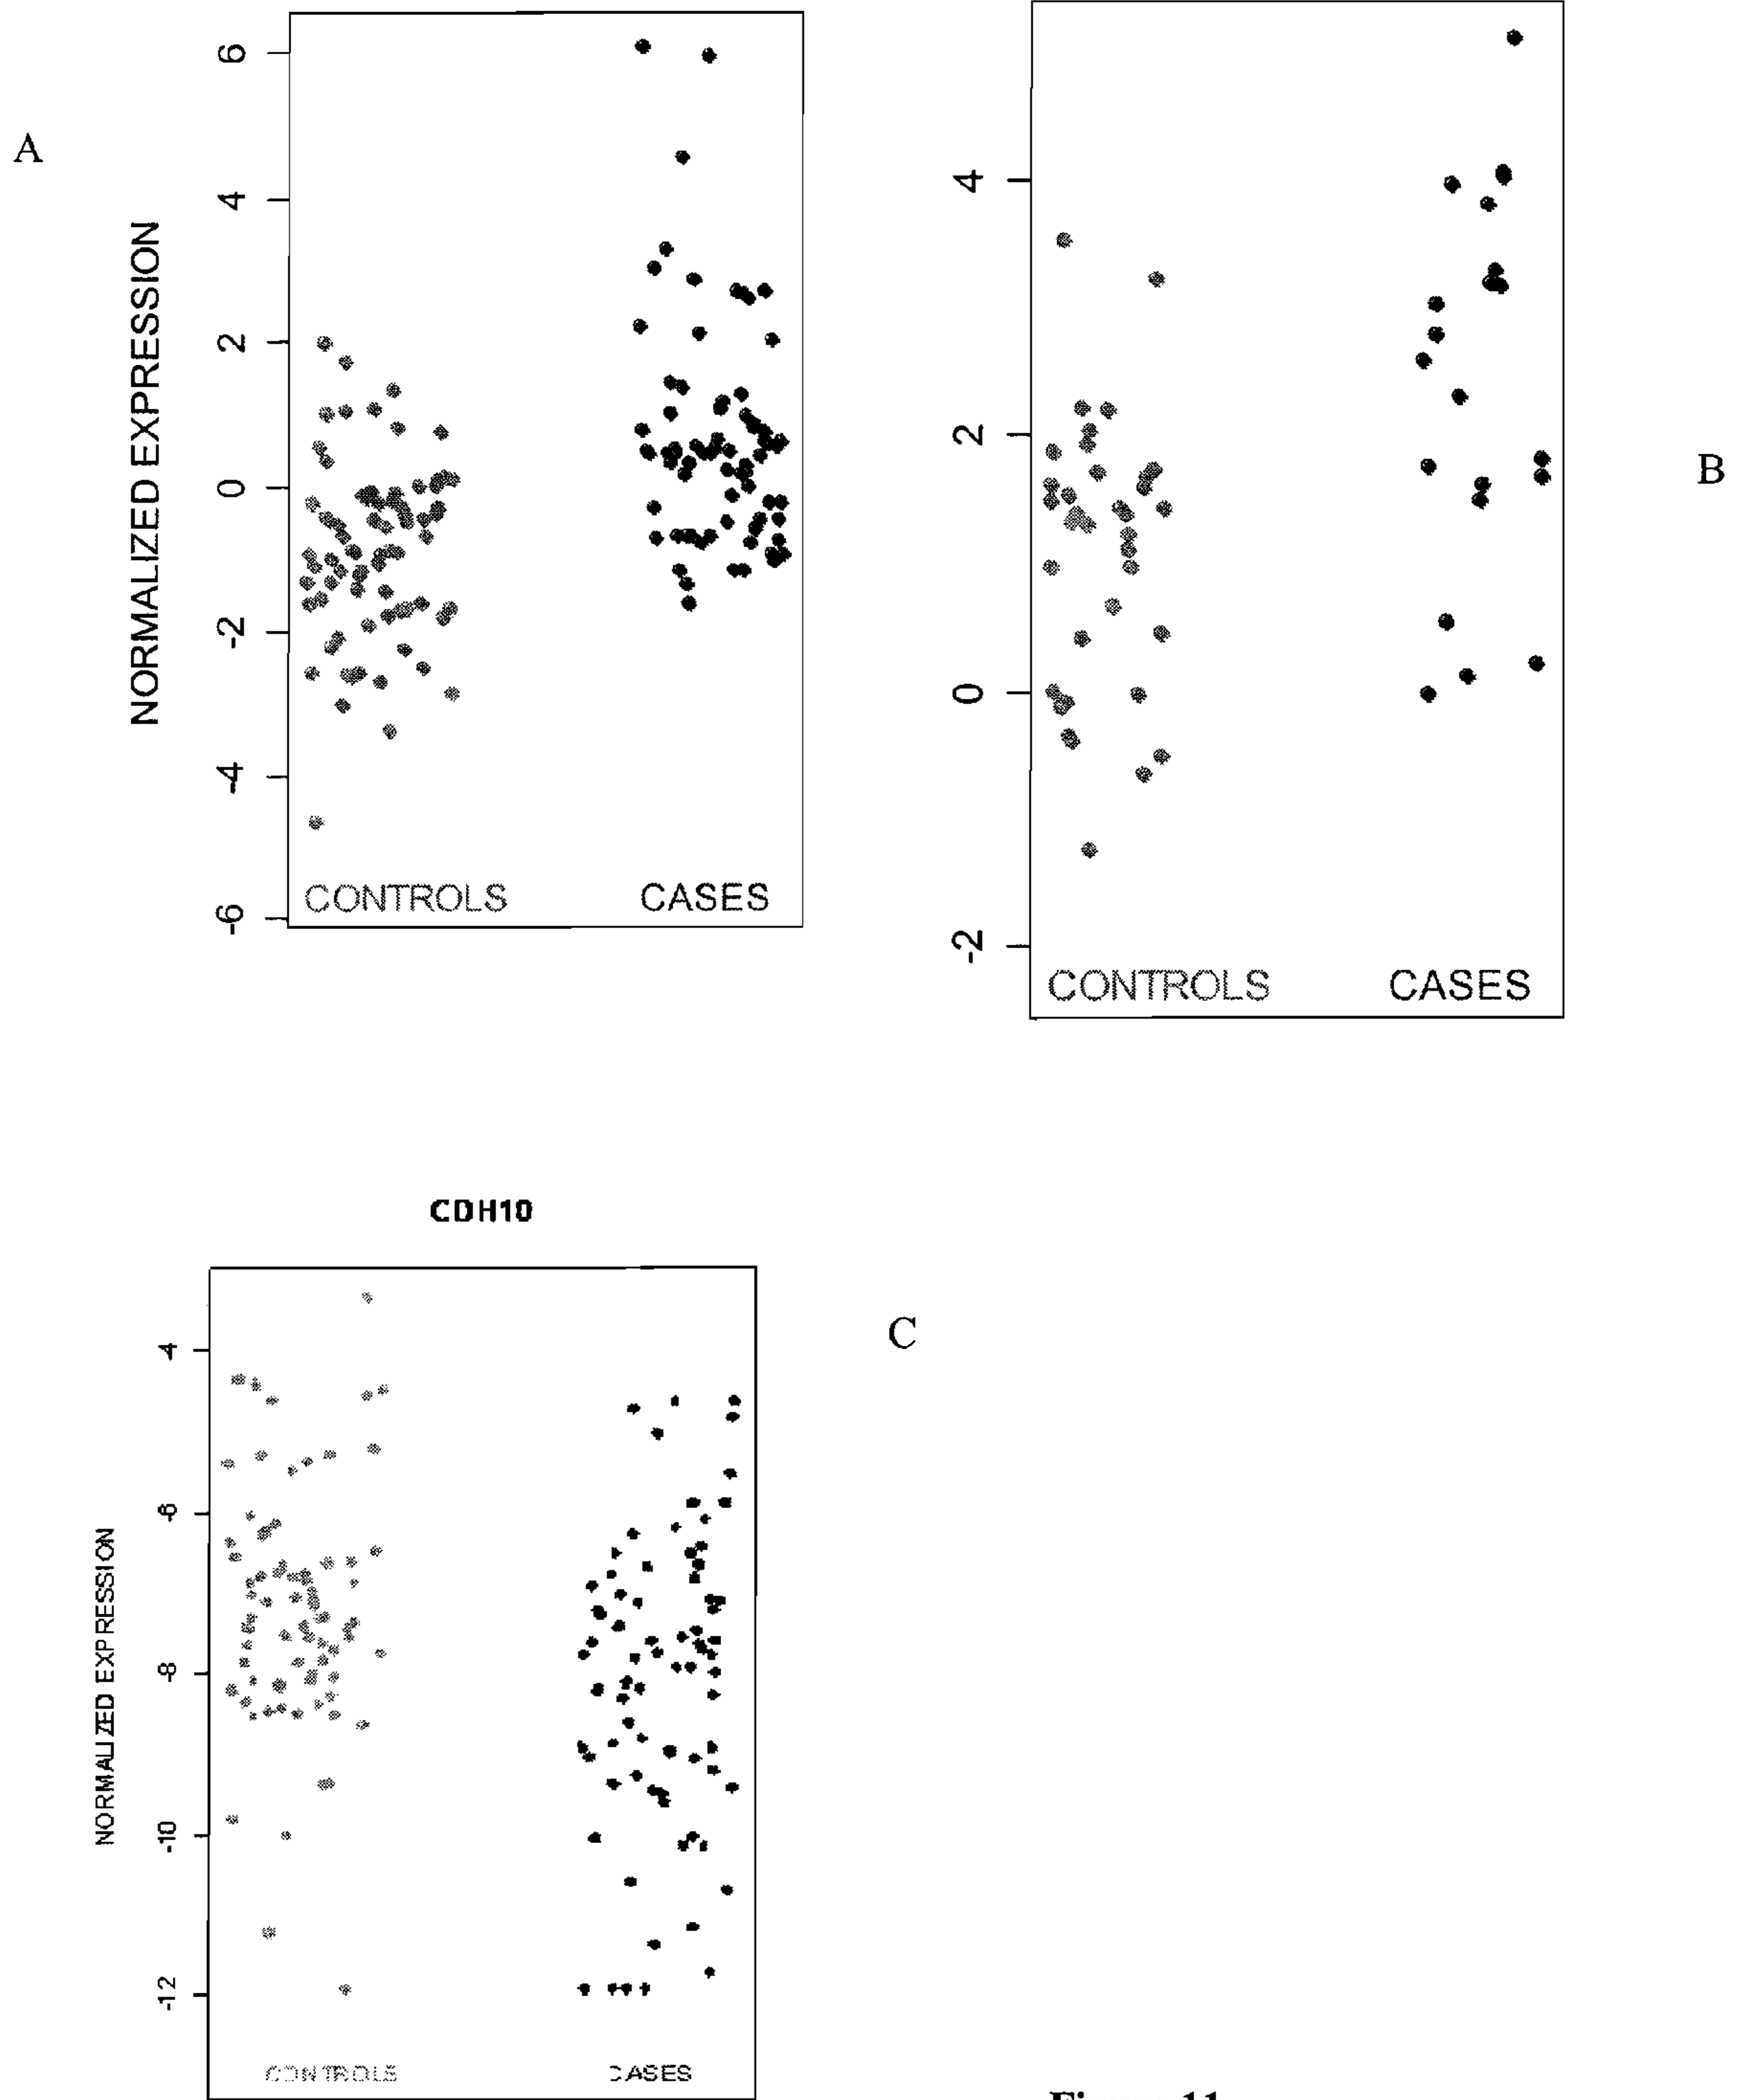 A
NORMALIZED EXPRESSION
6
4
2
0
-2
-4
-6
CONTROLS CASES
4
2
0
-2
CONTROLS CASES
B
CDH10
C
NORMALIZED EXPRESSION
4
-6
-8
-10
-12
CONTROLS CASES